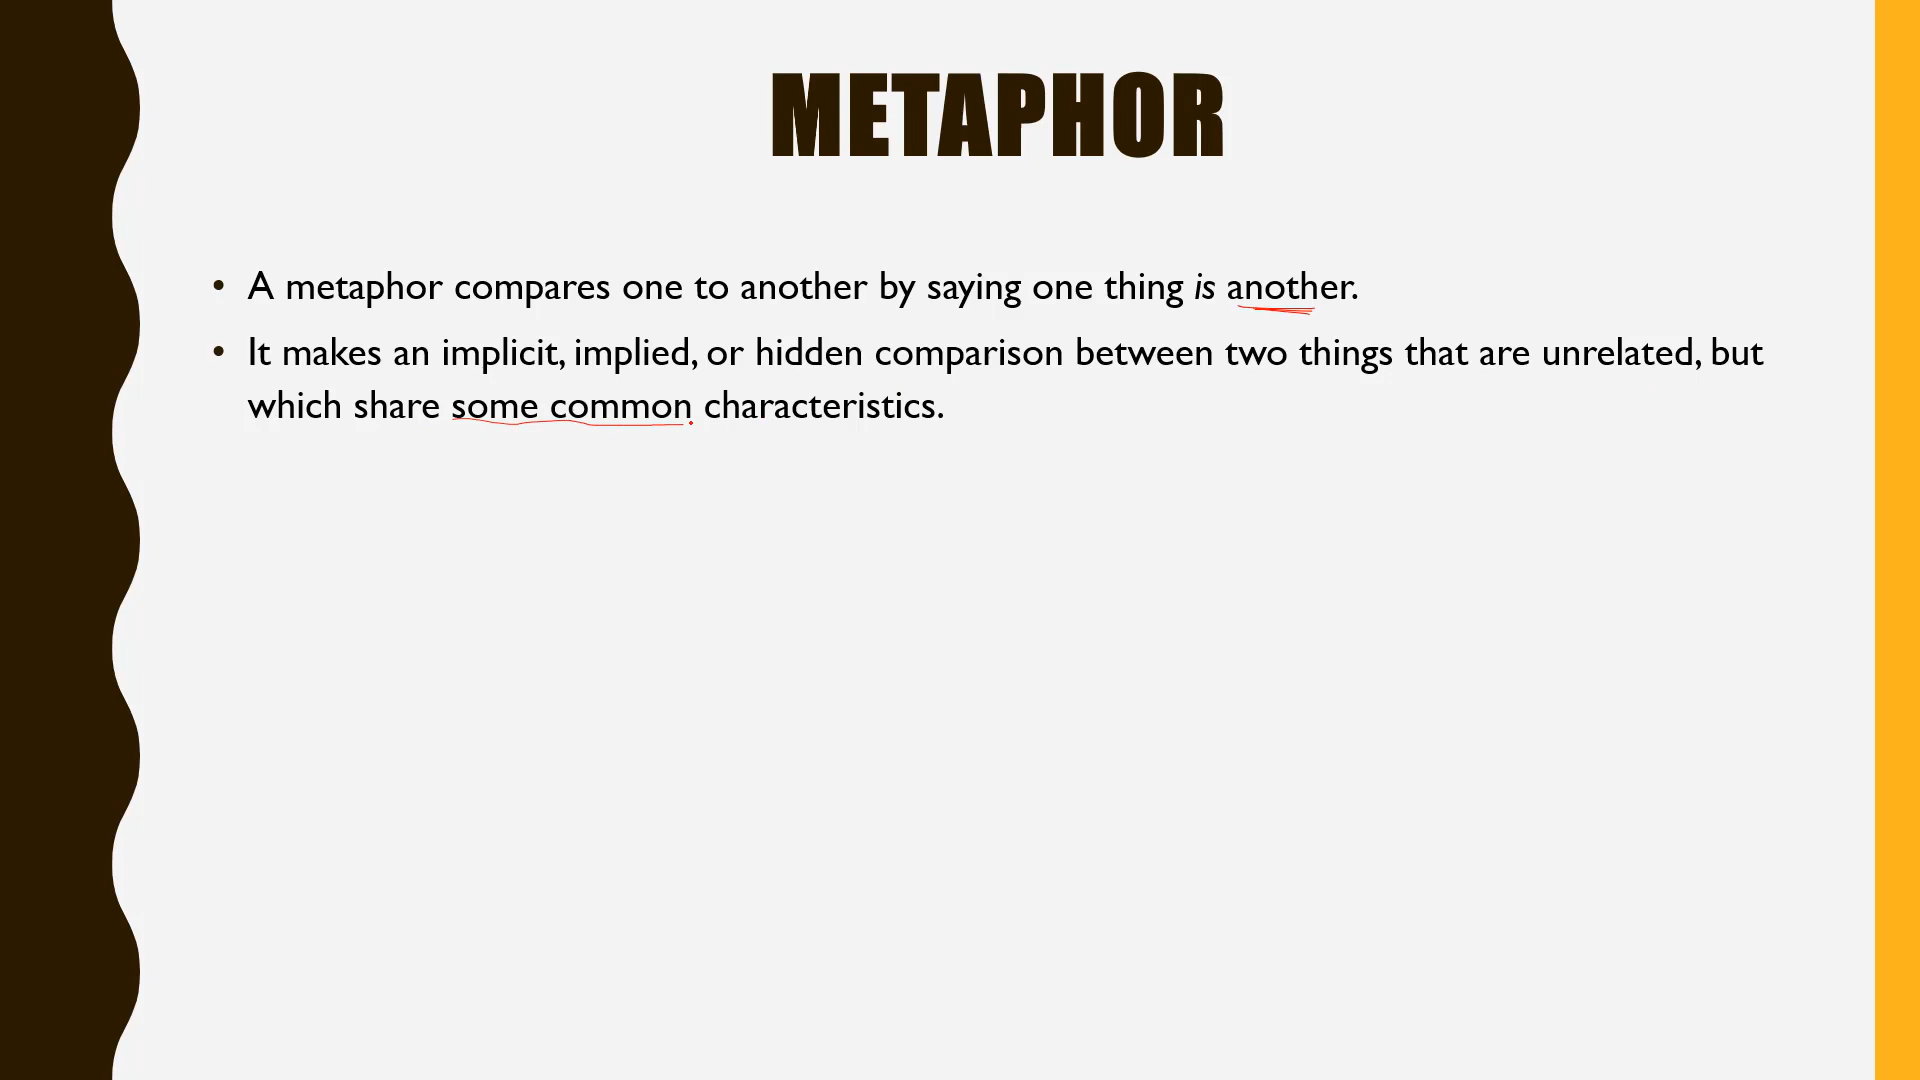 METAPHOR
• A metaphor compares one to another by saying one thing is another.
• It makes an implicit, implied, or hidden comparison between two things that are unrelated, but
which share some common characteristics.